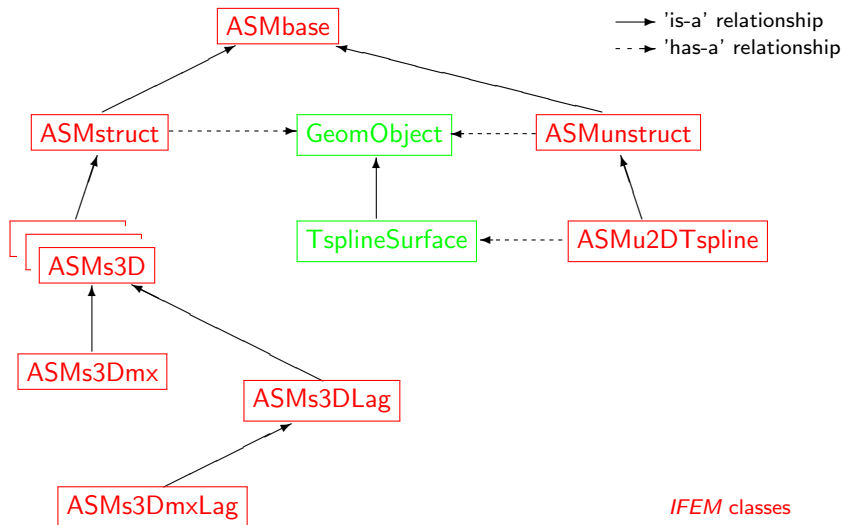 ASMbase
'is-a' relationship
'has-a' relationship
ASMstruct
GeomObject
ASMunstruct
TsplineSurface
ASMu2DTspline
ASMs3D
ASMs3Dmx
ASMs3DLag
ASMs3DmxLag
IFEM classes